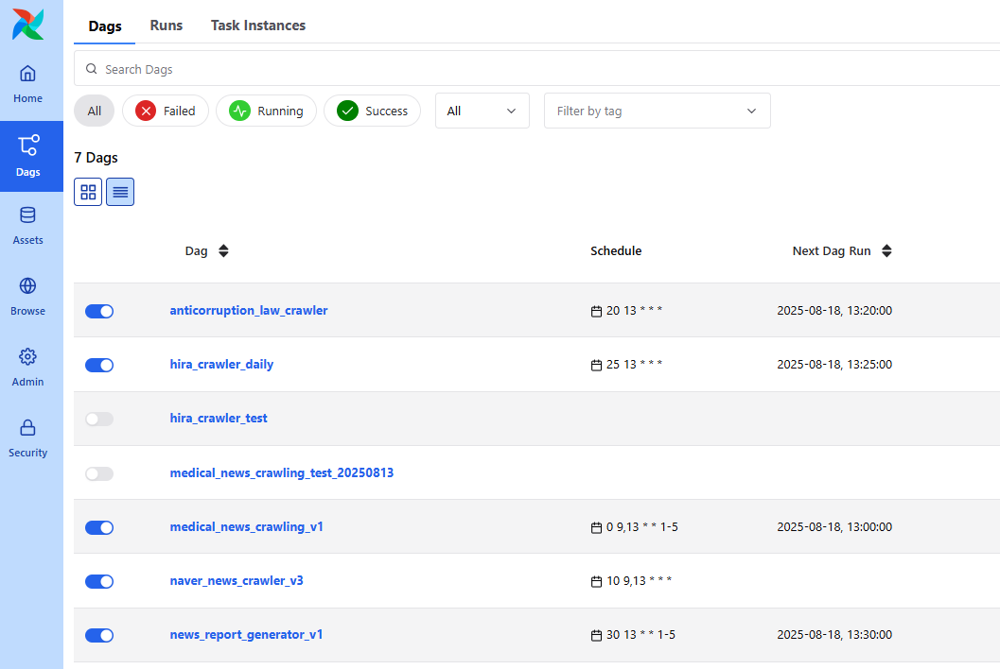 Dags Runs Task Instances
Search Dags
All Failed Running Success All Filter by tag
7 Dags
Home
Dags
Assets
Browse
Admin
Security
Dag Schedule Next Dag Run
anticorruption_law_crawler 20 13 * * * 2025-08-18, 13:20:00
hira_crawler_daily 25 13 * * * 2025-08-18, 13:25:00
hira_crawler_test
medical_news_crawling_test_20250813
medical_news_crawling_v1 0 9,13 * * 1-5 2025-08-18, 13:00:00
naver_news_crawler_v3 10 9,13 * * *
news_report_generator_v1 30 13 * * 1-5 2025-08-18, 13:30:00